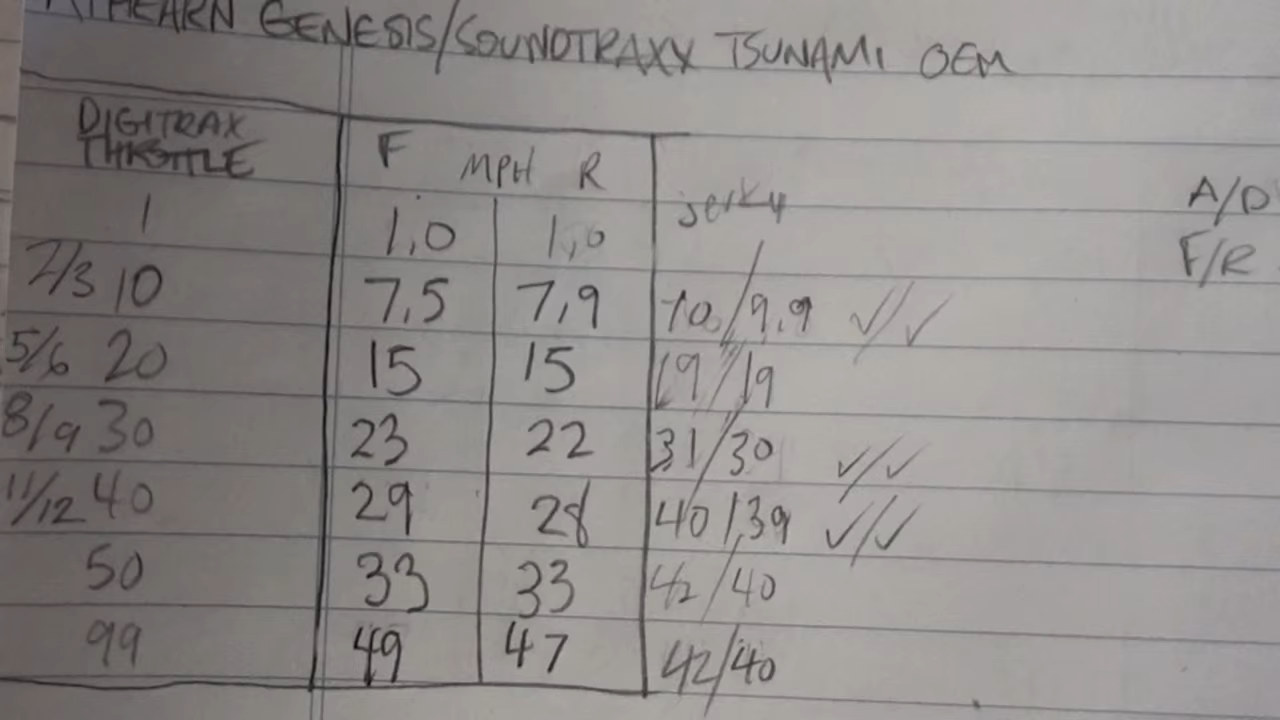 ATHEARN GENESIS/SOUNDTRAXX TSUNAMI OEM
DIGITRAX THROTTLE F MPH R
1 1,0 1,0 jerky A/D
F/R
2/3 10 7,5 7,9 10/9.9 ✓/✓
5/6 20 15 15 19/19
8/9 30 23 22 31/30 ✓/✓
11/12 40 29 28 40/39 ✓/✓
50 33 33 42/40
99 49 47 42/40